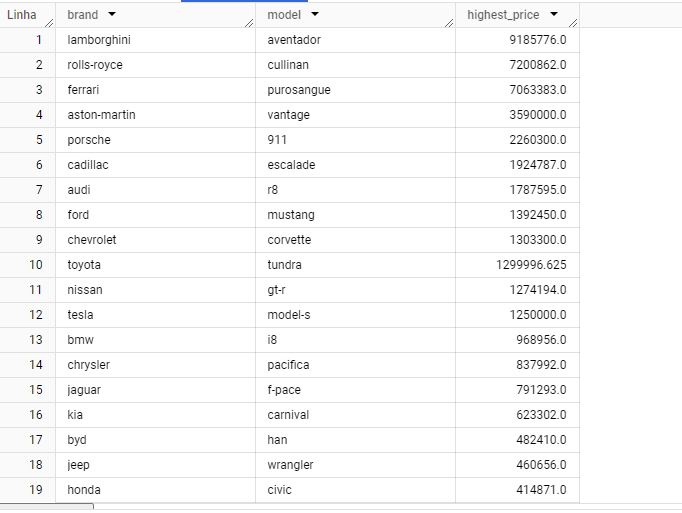 Linha brand model highest_price
1 lamborghini aventador 9185776.0
2 rolls-royce cullinan 7200862.0
3 ferrari purosangue 7063383.0
4 aston-martin vantage 3590000.0
5 porsche 911 2260300.0
6 cadillac escalade 1924787.0
7 audi r8 1787595.0
8 ford mustang 1392450.0
9 chevrolet corvette 1303300.0
10 toyota tundra 1299996.625
11 nissan gt-r 1274194.0
12 tesla model-s 1250000.0
13 bmw i8 968956.0
14 chrysler pacifica 837992.0
15 jaguar f-pace 791293.0
16 kia carnival 623302.0
17 byd han 482410.0
18 jeep wrangler 460656.0
19 honda civic 414871.0